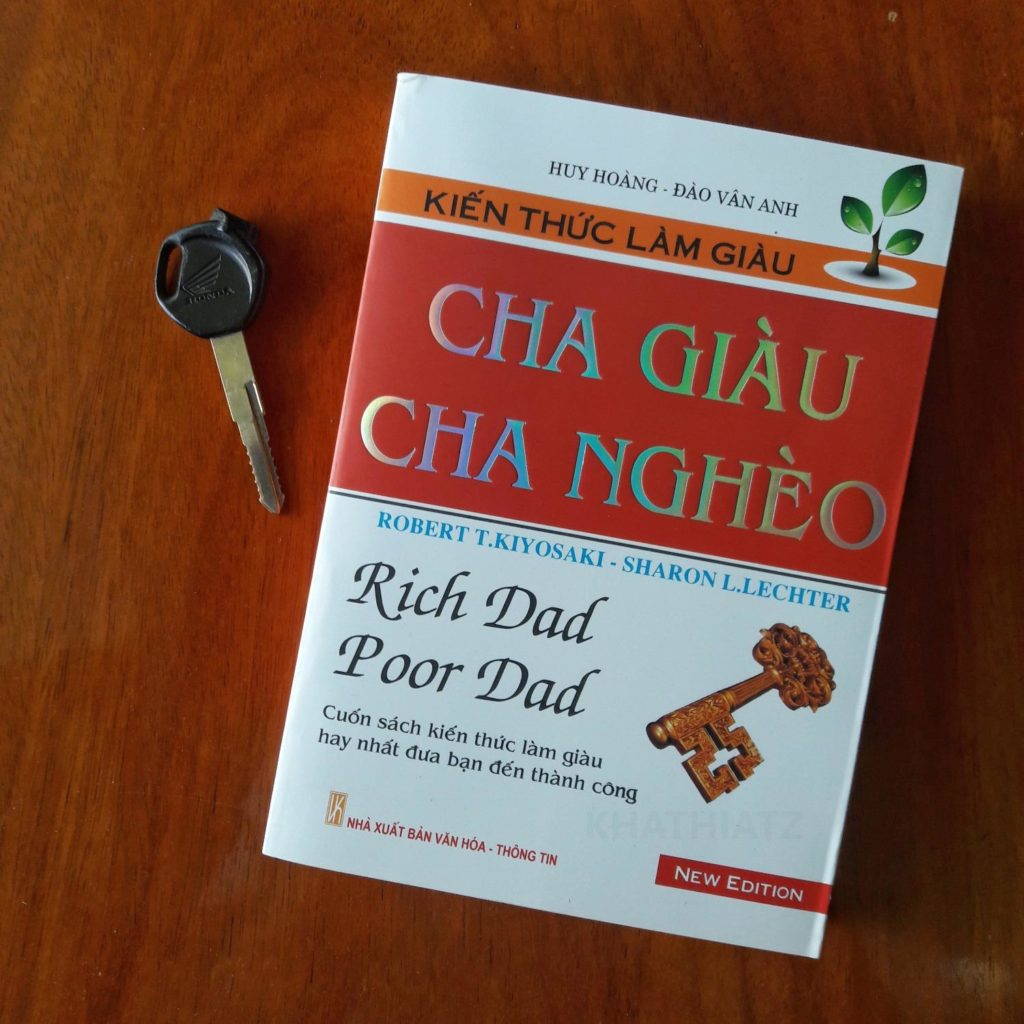 HUY HOÀNG - ĐÀO VÂN ANH
KIẾN THỨC LÀM GIÀU
CHA GIÀU
CHA NGHÈO
ROBERT T.KIYOSAKI - SHARON L.LECHTER
Rich Dad
Poor Dad
Cuốn sách kiến thức làm giàu
hay nhất đưa bạn đến thành công
VK NHÀ XUẤT BẢN VĂN HÓA - THÔNG TIN
KHATHIATZ
NEW EDITION
HONDA